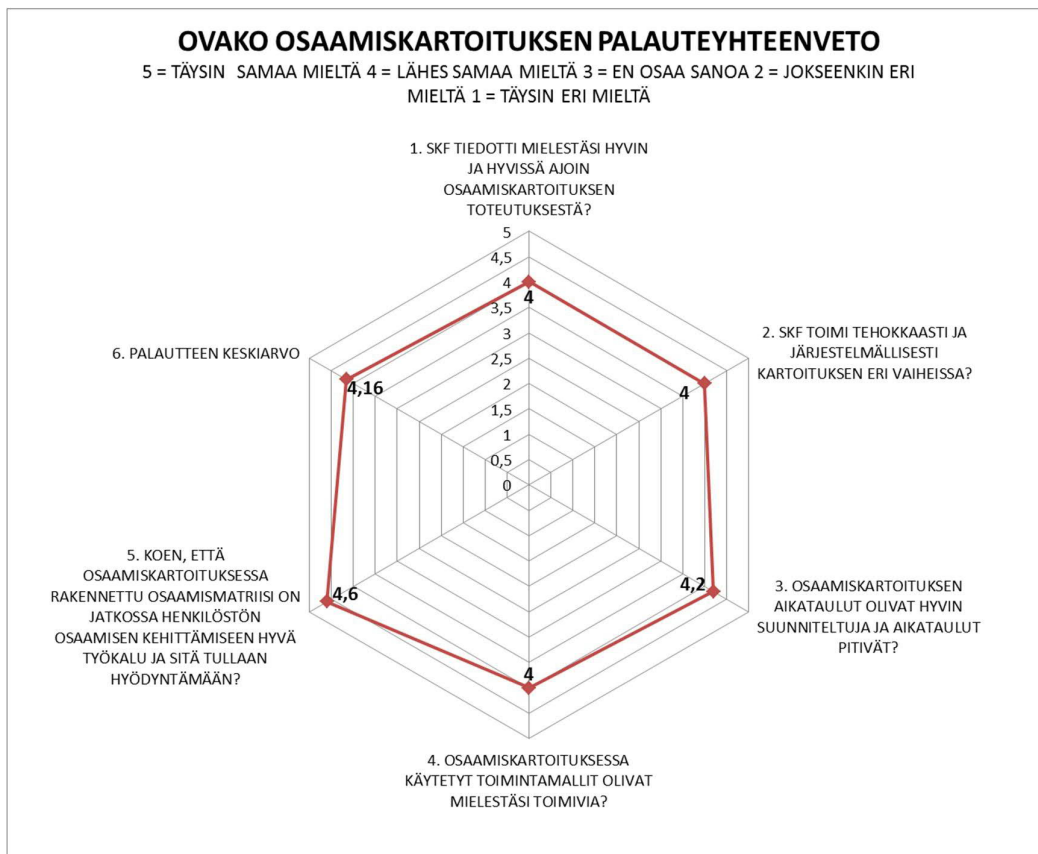 OVAKO OSAAMISKARTOITUKSEN PALAUTEYHTEENVETO
5 = TÄYSIN SAMAA MIELTÄ 4 = LÄHES SAMAA MIELTÄ 3 = EN OSAA SANOA 2 = JOKSEENKIN ERI
MIELTÄ 1 = TÄYSIN ERI MIELTÄ
1. SKF TIEDOTTI MIELESTÄSI HYVIN
JA HYVISSÄ AJOIN
OSAAMISKARTOITUKSEN
TOTEUTUKSESTÄ?
5
4,5
4
3,5
3
2,5
2
1,5
1
0,5
0
4
2. SKF TOIMI TEHOKKAASTI JA
JÄRJESTELMÄLLISESTI
KARTOITUKSEN ERI VAIHEISSA?
4
3. OSAAMISKARTOITUKSEN
AIKATAULUT OLIVAT HYVIN
SUUNNITELTUJA JA AIKATAULUT
PITIVÄT?
4,2
4. OSAAMISKARTOITUKSESSA
KÄYTETYT TOIMINTAMALLIT OLIVAT
MIELESTÄSI TOIMIVIA?
4
5. KOEN, ETTÄ
OSAAMISKARTOITUKSESSA
RAKENNETTU OSAAMISMATRIISI ON
JATKOSSA HENKILÖSTÖN
OSAAMISEN KEHITTÄMISEEN HYVÄ
TYÖKALU JA SITÄ TULLAAN
HYÖDYNTÄMÄÄN?
4,6
6. PALAUTTEEN KESKIARVO
4,16